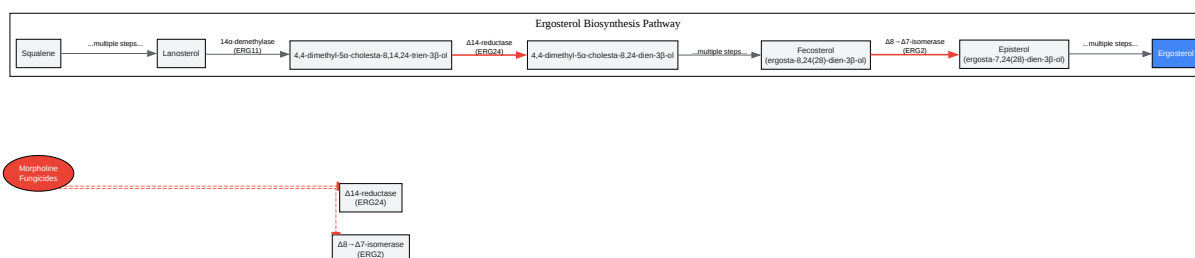 Ergosterol Biosynthesis Pathway
Squalene
...multiple steps...
Lanosterol
14α-demethylase
(ERG11)
4,4-dimethyl-5α-cholesta-8,14,24-trien-3β-ol
Δ14-reductase
(ERG24)
4,4-dimethyl-5α-cholesta-8,24-dien-3β-ol
...multiple steps...
Fecosterol
(ergosta-8,24(28)-dien-3β-ol)
Δ8→Δ7-isomerase
(ERG2)
Episterol
(ergosta-7,24(28)-dien-3β-ol)
...multiple steps...
Ergosterol
Morpholine
Fungicides
Δ14-reductase
(ERG24)
Δ8→Δ7-isomerase
(ERG2)